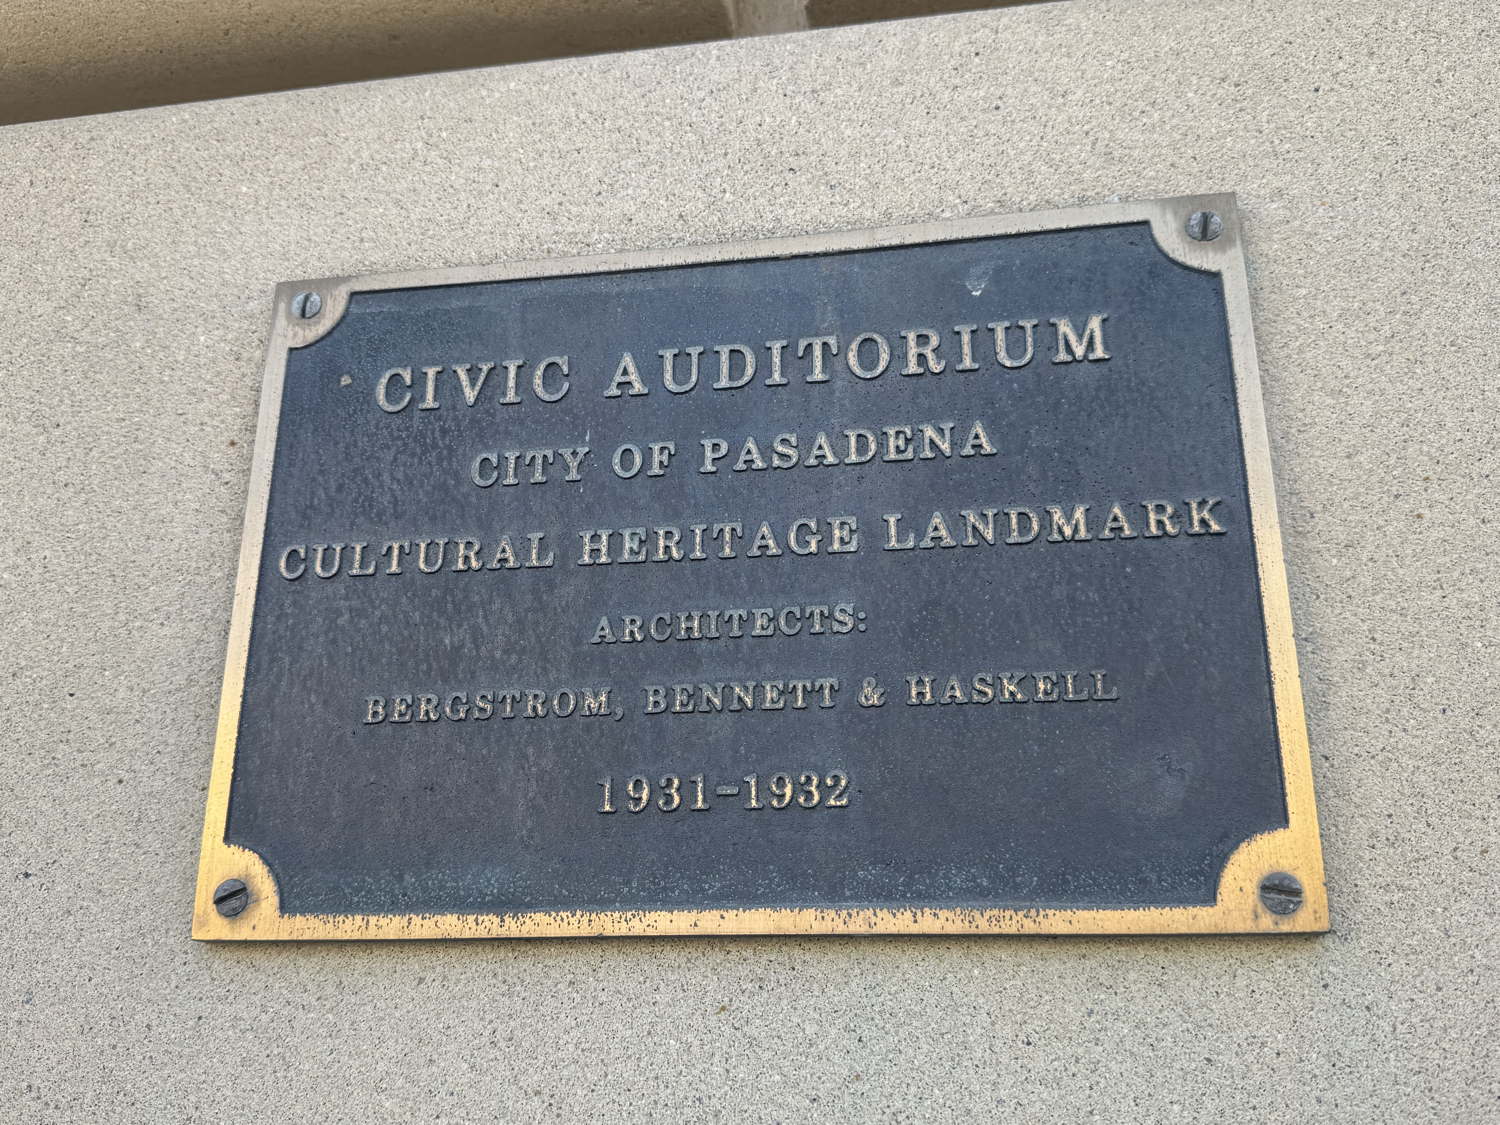 CIVIC AUDITORIUM
CITY OF PASADENA
CULTURAL HERITAGE LANDMARK
ARCHITECTS:
BERGSTROM, BENNETT & HASKELL
1931-1932